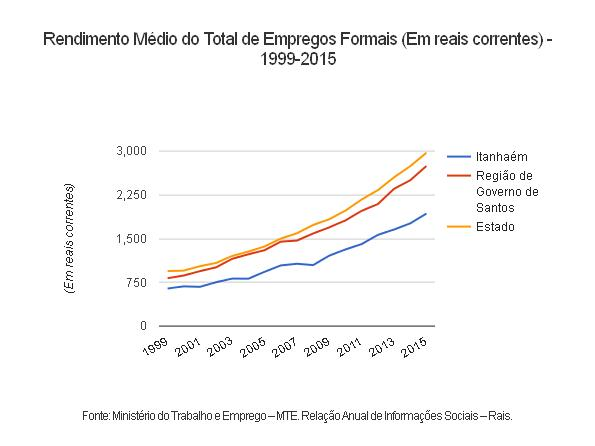 Rendimento Médio do Total de Empregos Formais (Em reais correntes) -
1999-2015
(Em reais correntes)
3,000
2,250
1,500
750
0
1999
2001
2003
2005
2007
2009
2011
2013
2015
Itanhaém
Região de
Governo de
Santos
Estado
Fonte: Ministério do Trabalho e Emprego – MTE. Relação Anual de Informações Sociais – Rais.